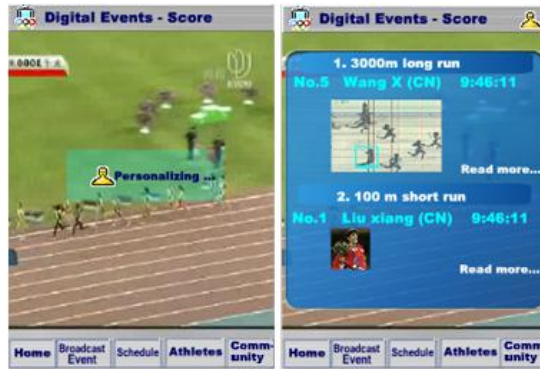 Digital Events - Score
Personalizing ...
Home
Broadcast Event
Schedule
Athletes
Comm-
unity
Digital Events - Score
1. 3000m long run
No.5 Wang X (CN) 9:46:11
Read more...
2. 100 m short run
No.1 Liu xiang (CN) 9:46:11
Read more...
Home
Broadcast
Event
Schedule
Athletes
Comm
unity